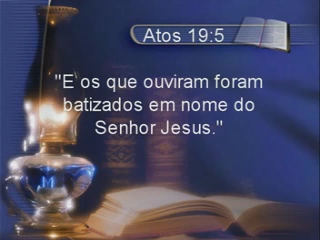 Atos 19:5
"E os que ouviram foram
batizados em nome do
Senhor Jesus."